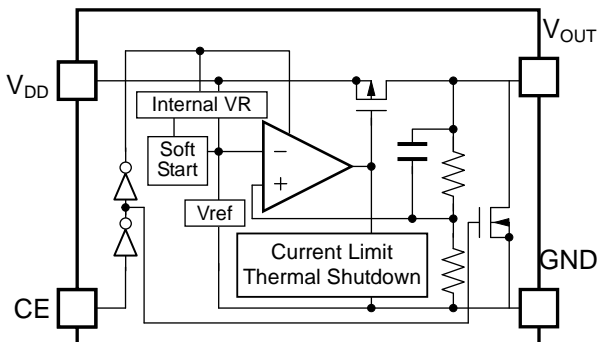 VOUT
VDD
Internal VR
Soft
Start
−
+
Vref
Current Limit
Thermal Shutdown
GND
CE